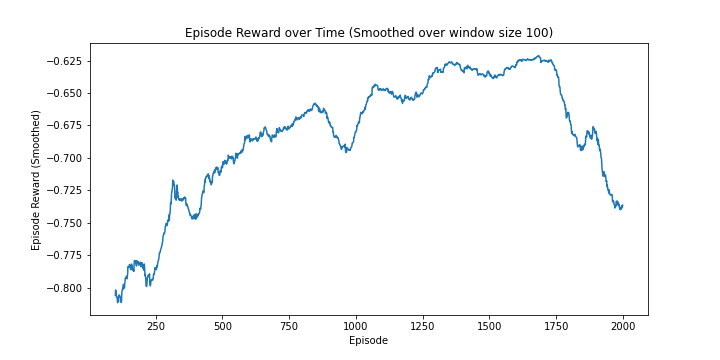 Episode Reward over Time (Smoothed over window size 100)
Episode Reward (Smoothed)
−0.625
−0.650
−0.675
−0.700
−0.725
−0.750
−0.775
−0.800
250 500 750 1000 1250 1500 1750 2000
Episode